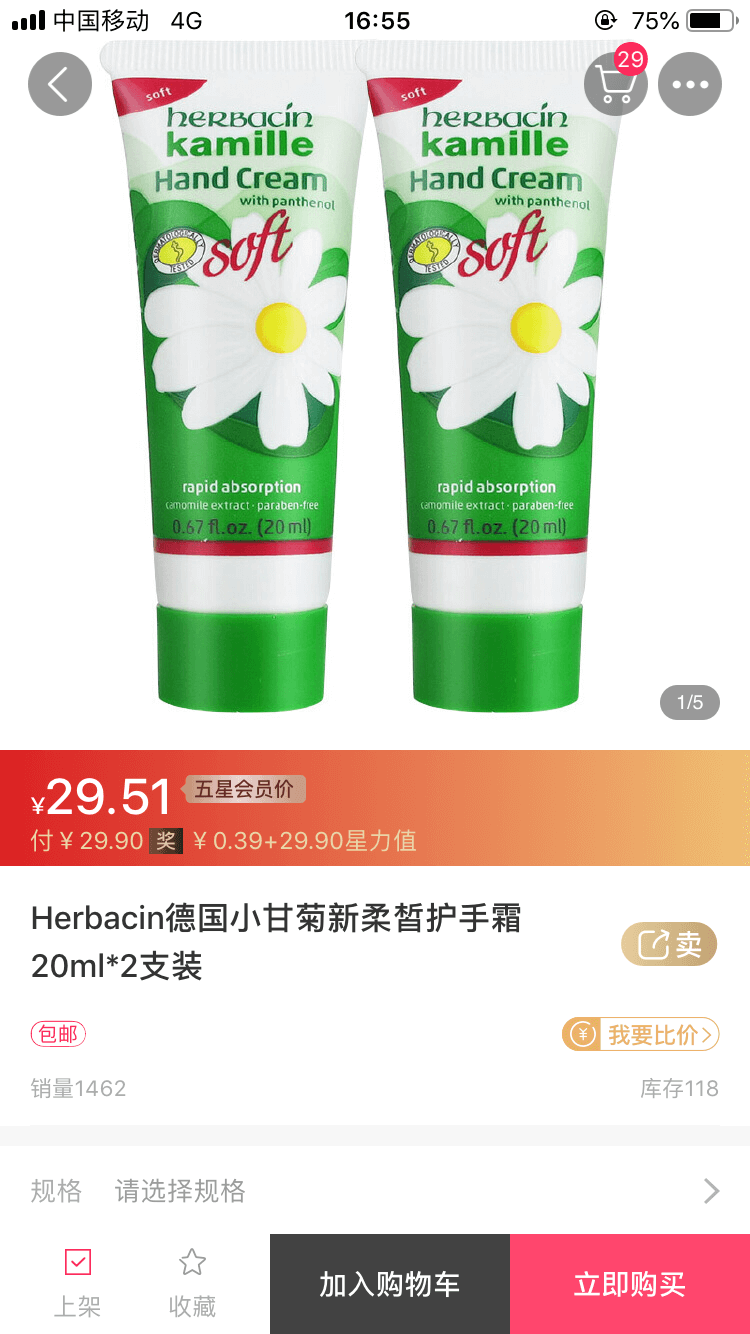 中国移动 4G 16:55 75%
29
soft
herbacin
kamille
Hand Cream
with panthenol
DERMATOLOGICALLY TESTED
soft
rapid absorption
camomile extract · paraben-free
0.67 fl.oz. (20 ml)
soft
herbacin
kamille
Hand Cream
with panthenol
DERMATOLOGICALLY TESTED
soft
rapid absorption
camomile extract · paraben-free
0.67 fl.oz. (20 ml)
1/5
¥29.51 五星会员价
付 ¥ 29.90 奖 ¥ 0.39+29.90星力值
Herbacin德国小甘菊新柔皙护手霜
20ml*2支装
卖
包邮
¥ 我要比价
销量1462 库存118
规格 请选择规格
上架 收藏 加入购物车 立即购买